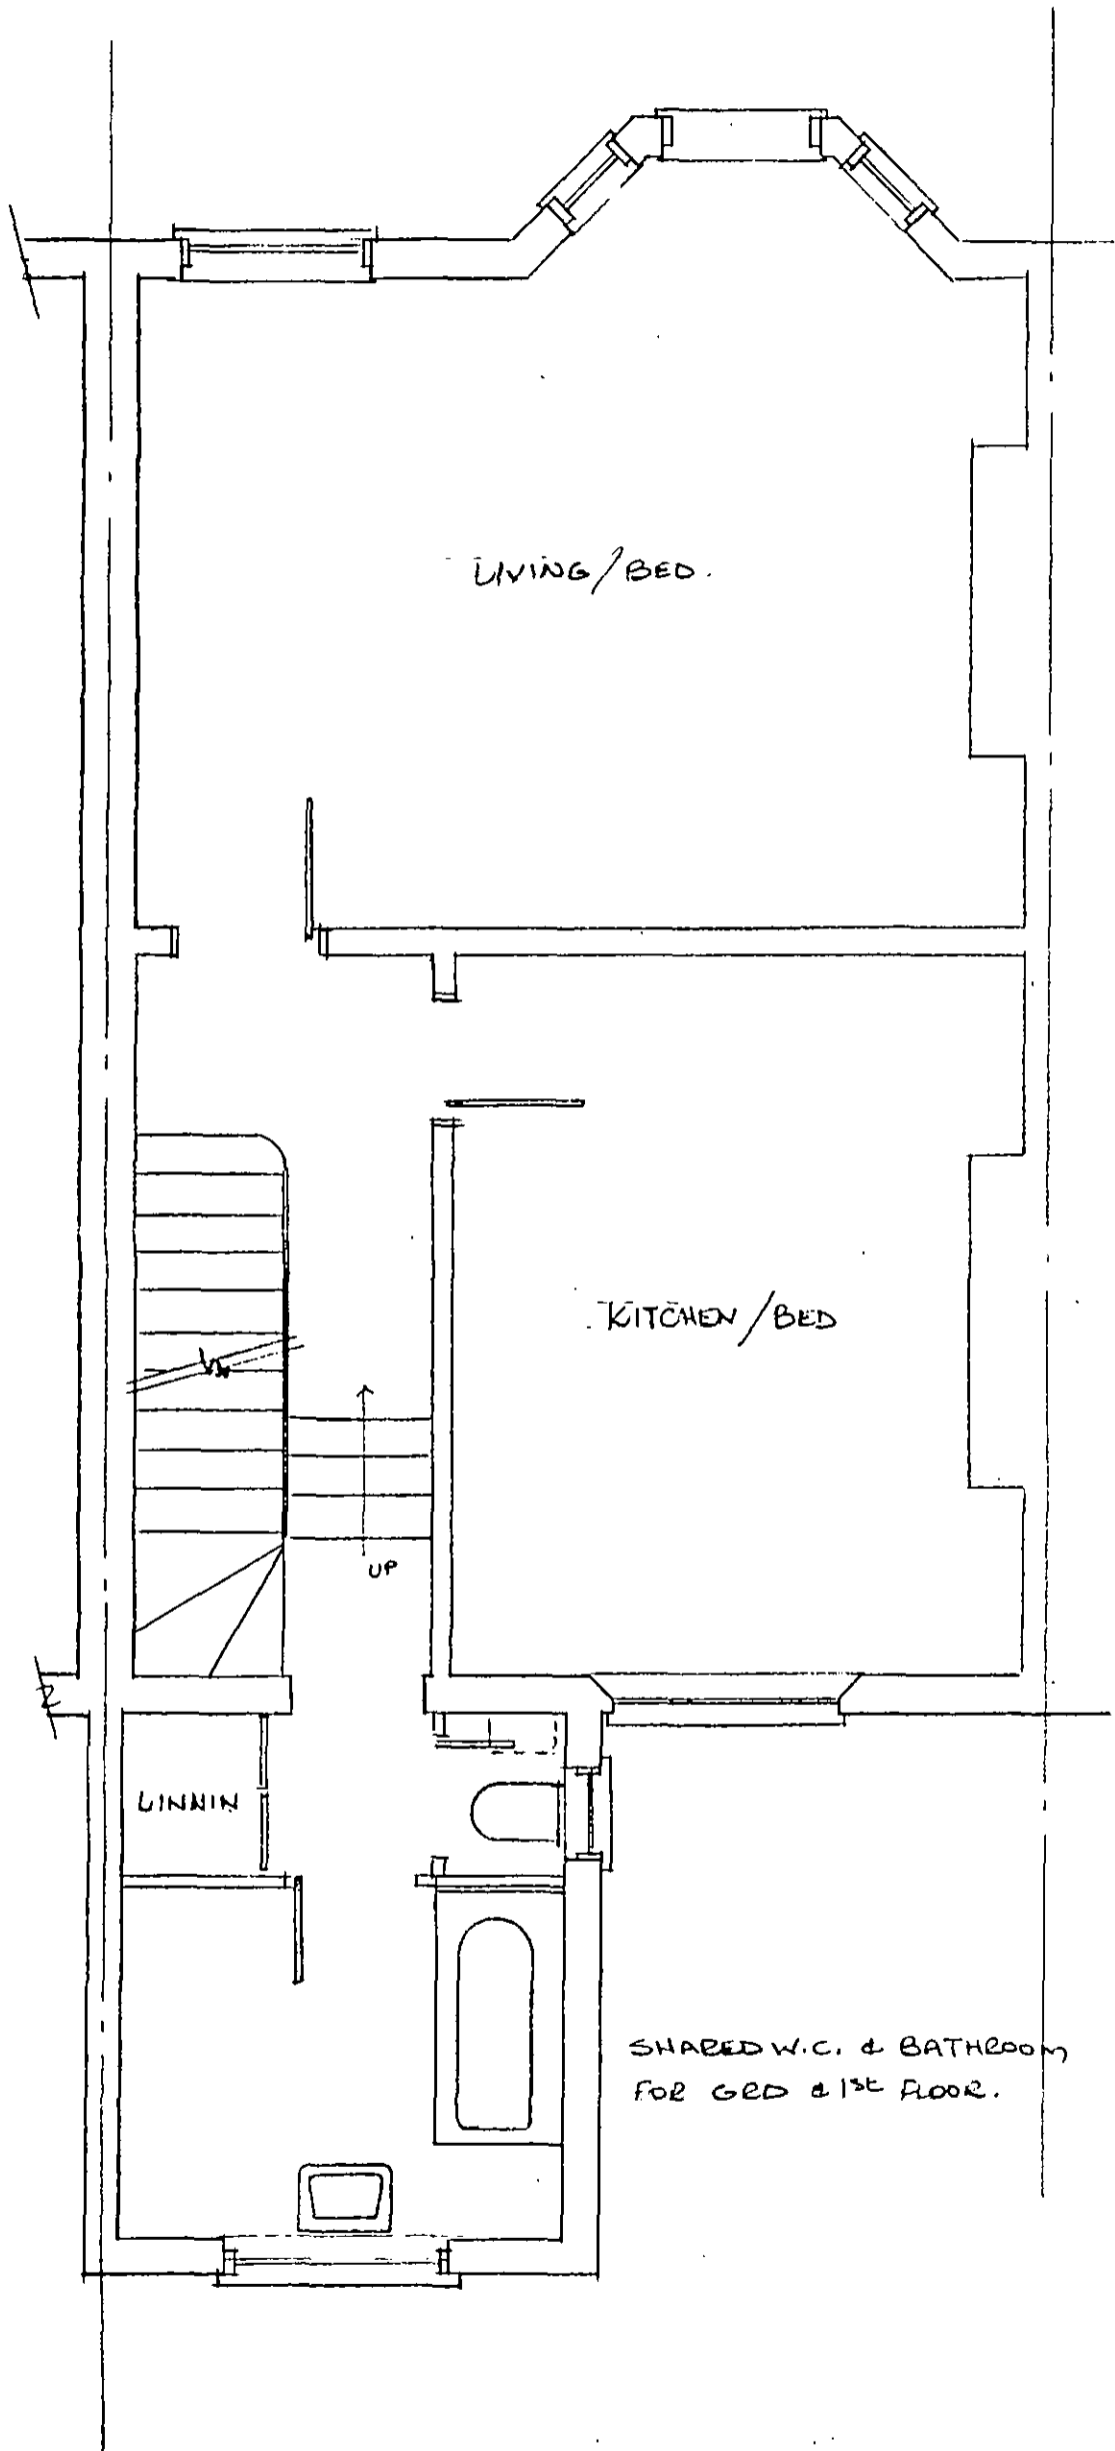 LIVING/BED.
KITCHEN/BED
UP
LINNIN
SHARED W.C. & BATHROOM
FOR GRD & 1st FLOOR.